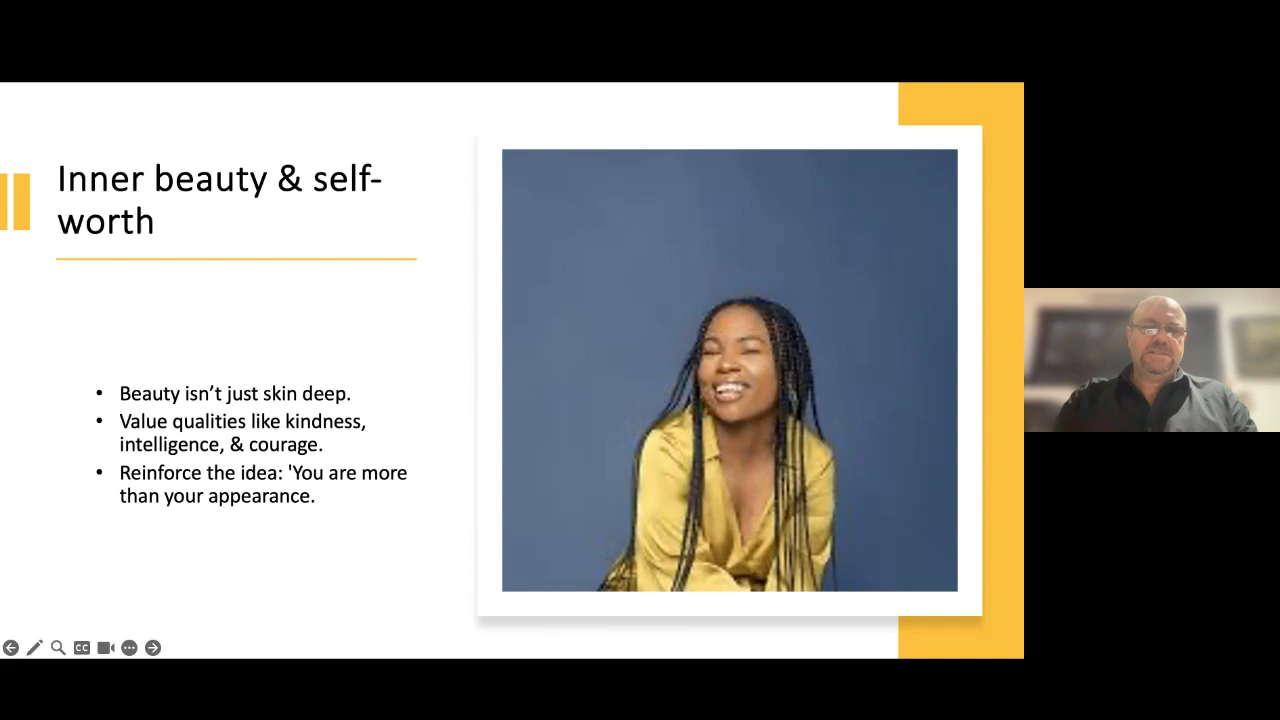 Inner beauty & self-
worth
• Beauty isn’t just skin deep.
• Value qualities like kindness,
intelligence, & courage.
• Reinforce the idea: 'You are more
than your appearance.
CC